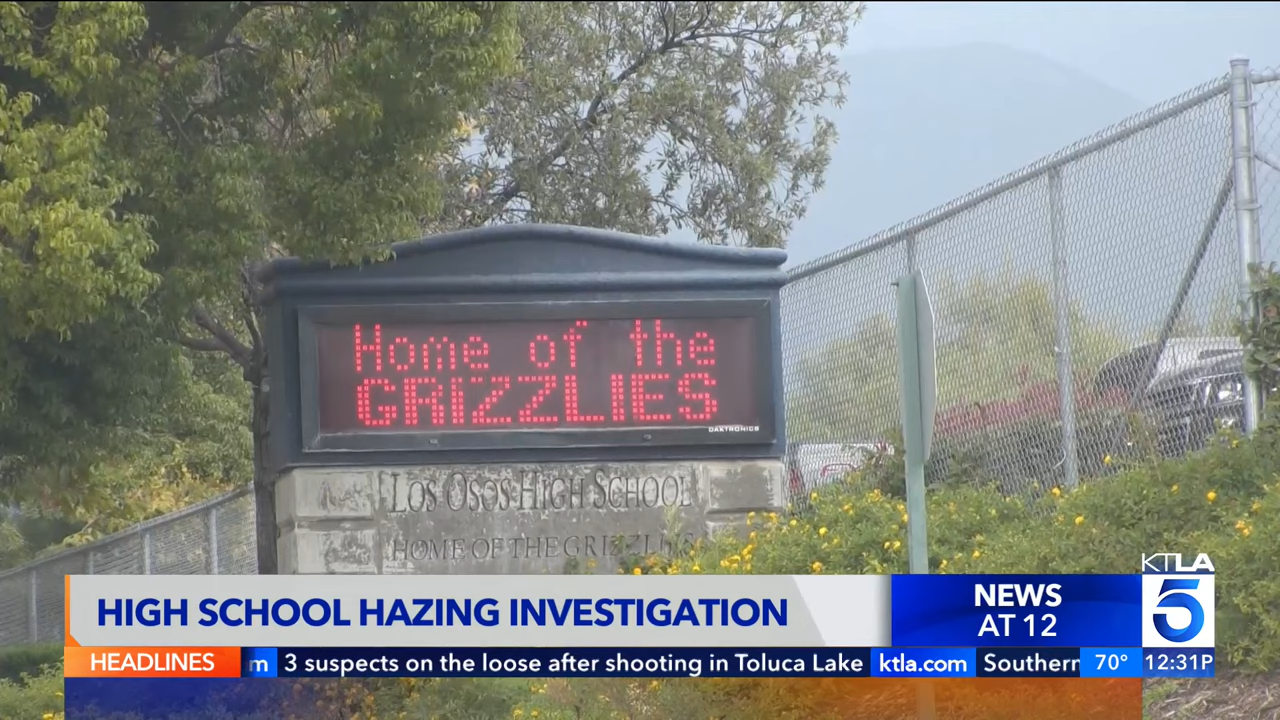 Home of the
GRIZZLIES
DAKTRONICS
LOS OSOS HIGH SCHOOL
HOME OF THE GRIZZLIES
KTLA
5
HIGH SCHOOL HAZING INVESTIGATION
NEWS
AT 12
HEADLINES
m 3 suspects on the loose after shooting in Toluca Lake ktla.com Southern 70° 12:31P